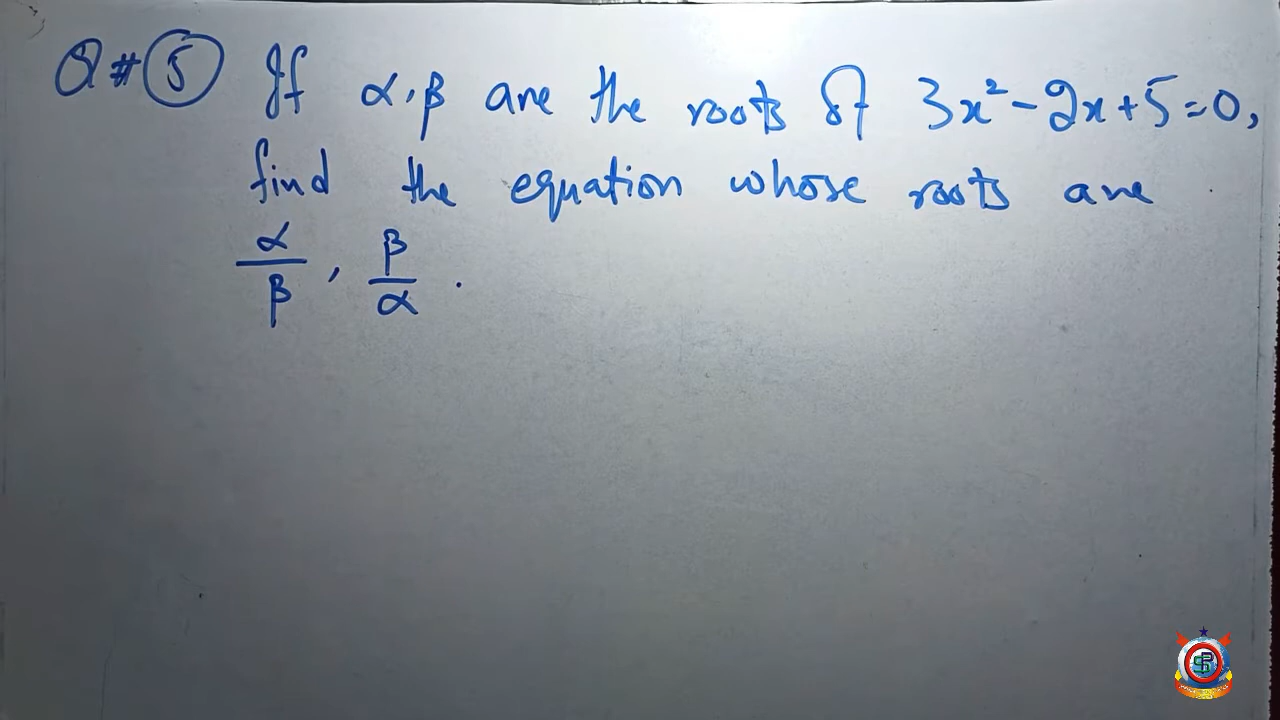 Q # 5 If α, β are the roots of 3x² - 2x + 5 = 0,
find the equation whose roots are
α/β , β/α .